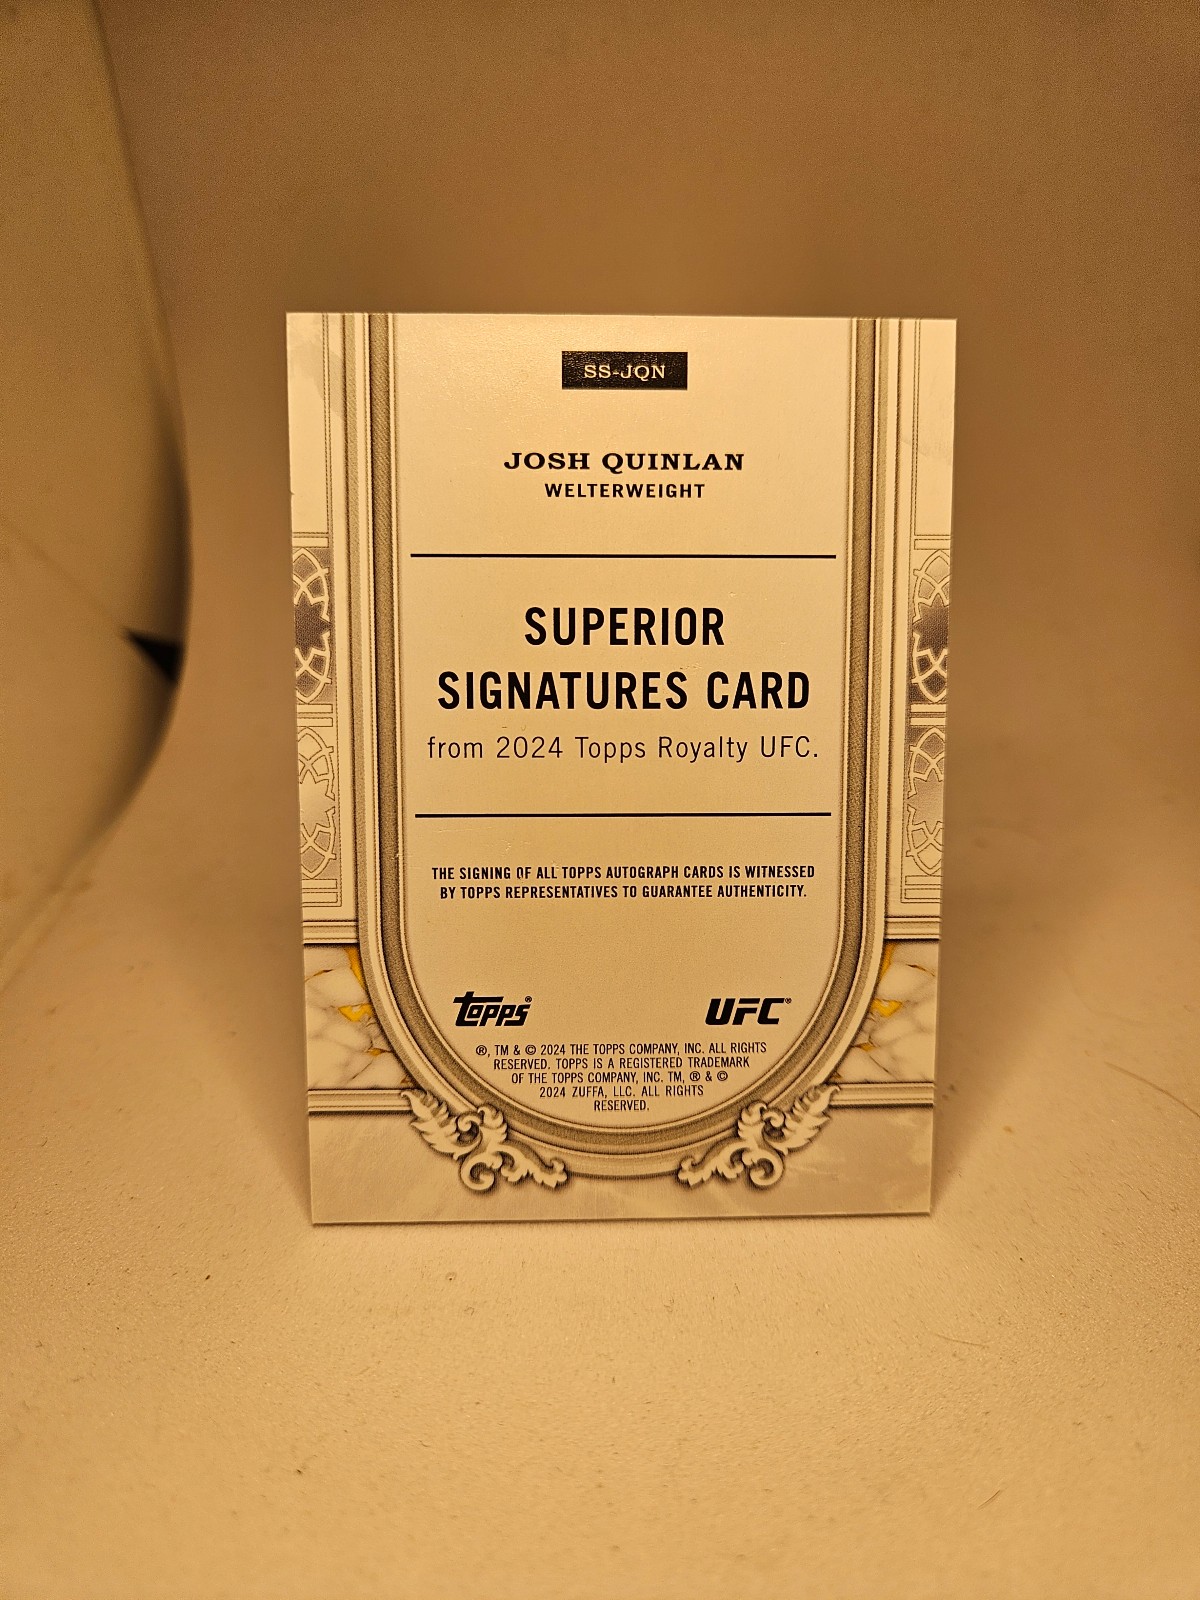 SS-JQN
JOSH QUINLAN
WELTERWEIGHT
SUPERIOR
SIGNATURES CARD
from 2024 Topps Royalty UFC.
THE SIGNING OF ALL TOPPS AUTOGRAPH CARDS IS WITNESSED
BY TOPPS REPRESENTATIVES TO GUARANTEE AUTHENTICITY.
Topps® UFC®
®, TM & © 2024 THE TOPPS COMPANY, INC. ALL RIGHTS
RESERVED. TOPPS IS A REGISTERED TRADEMARK
OF THE TOPPS COMPANY, INC. TM, ® & ©
2024 ZUFFA, LLC. ALL RIGHTS
RESERVED.